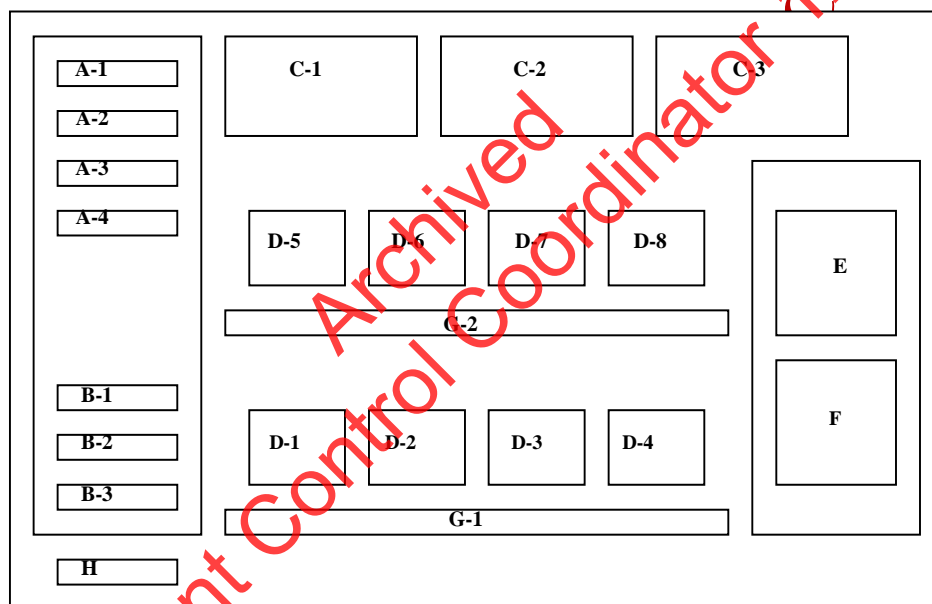 A-1
A-2
A-3
A-4
B-1
B-2
B-3
H
C-1
C-2
C-3
D-5
D-6
D-7
D-8
G-2
D-1
D-2
D-3
D-4
G-1
E
F
Archived
Control Coordinator